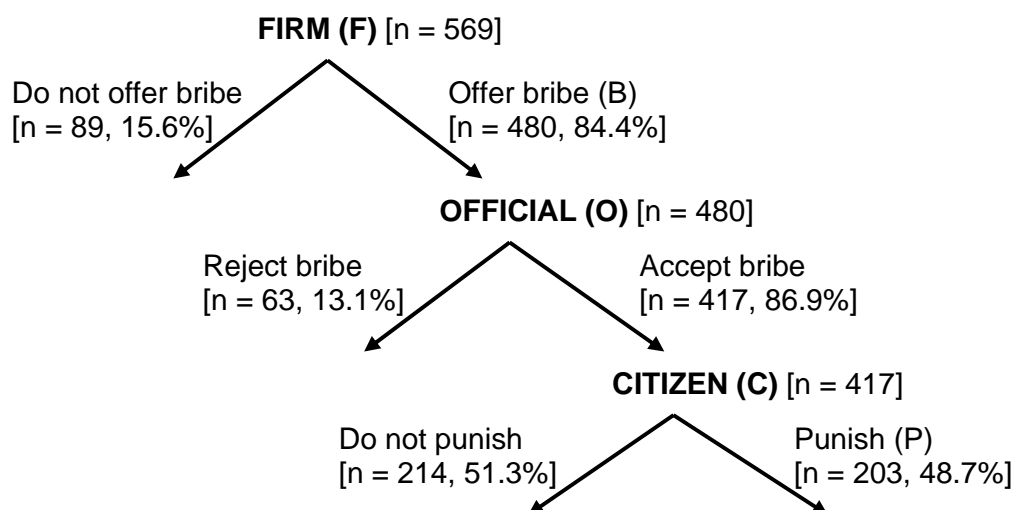 FIRM (F) [n = 569]
Do not offer bribe
[n = 89, 15.6%]
Offer bribe (B)
[n = 480, 84.4%]
OFFICIAL (O) [n = 480]
Reject bribe
[n = 63, 13.1%]
Accept bribe
[n = 417, 86.9%]
CITIZEN (C) [n = 417]
Do not punish
[n = 214, 51.3%]
Punish (P)
[n = 203, 48.7%]